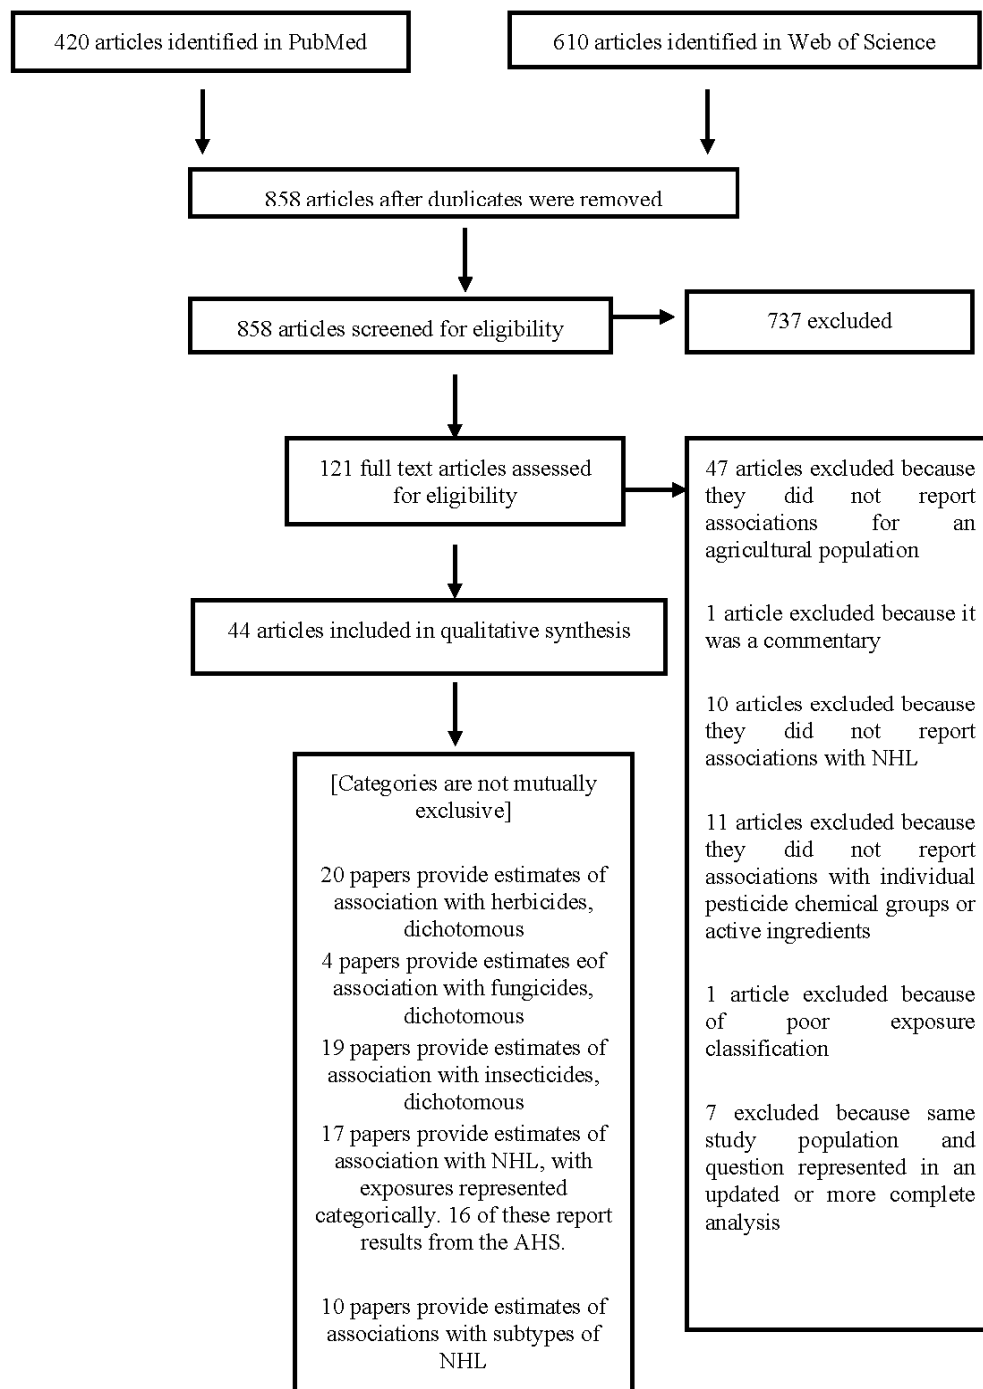 420 articles identified in PubMed
610 articles identified in Web of Science
858 articles after duplicates were removed
858 articles screened for eligibility
737 excluded
121 full text articles assessed
for eligibility
47 articles excluded because
they did not report
associations for an
agricultural population
1 article excluded because it
was a commentary
10 articles excluded because
they did not report
associations with NHL
11 articles excluded because
they did not report
associations with individual
pesticide chemical groups or
active ingredients
1 article excluded because
of poor exposure
classification
7 excluded because same
study population and
question represented in an
updated or more complete
analysis
44 articles included in qualitative synthesis
[Categories are not mutually
exclusive]
20 papers provide estimates of
association with herbicides,
dichotomous
4 papers provide estimates eof
association with fungicides,
dichotomous
19 papers provide estimates of
association with insecticides,
dichotomous
17 papers provide estimates of
association with NHL, with
exposures represented
categorically. 16 of these report
results from the AHS.
10 papers provide estimates of
associations with subtypes of
NHL